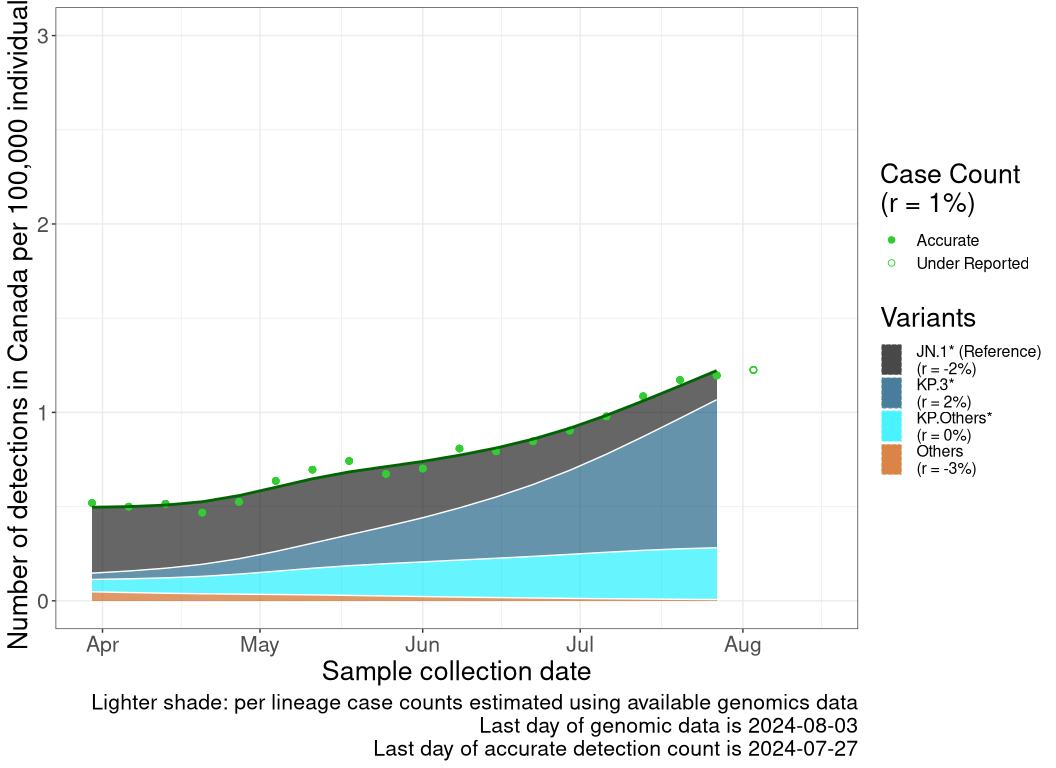 Number of detections in Canada per 100,000 individual
3
2
1
0
Apr
May
Jun
Jul
Aug
Sample collection date
Lighter shade: per lineage case counts estimated using available genomics data
Last day of genomic data is 2024-08-03
Last day of accurate detection count is 2024-07-27
Case Count
(r = 1%)
Accurate
Under Reported
Variants
JN.1* (Reference)
(r = -2%)
KP.3*
(r = 2%)
KP.Others*
(r = 0%)
Others
(r = -3%)